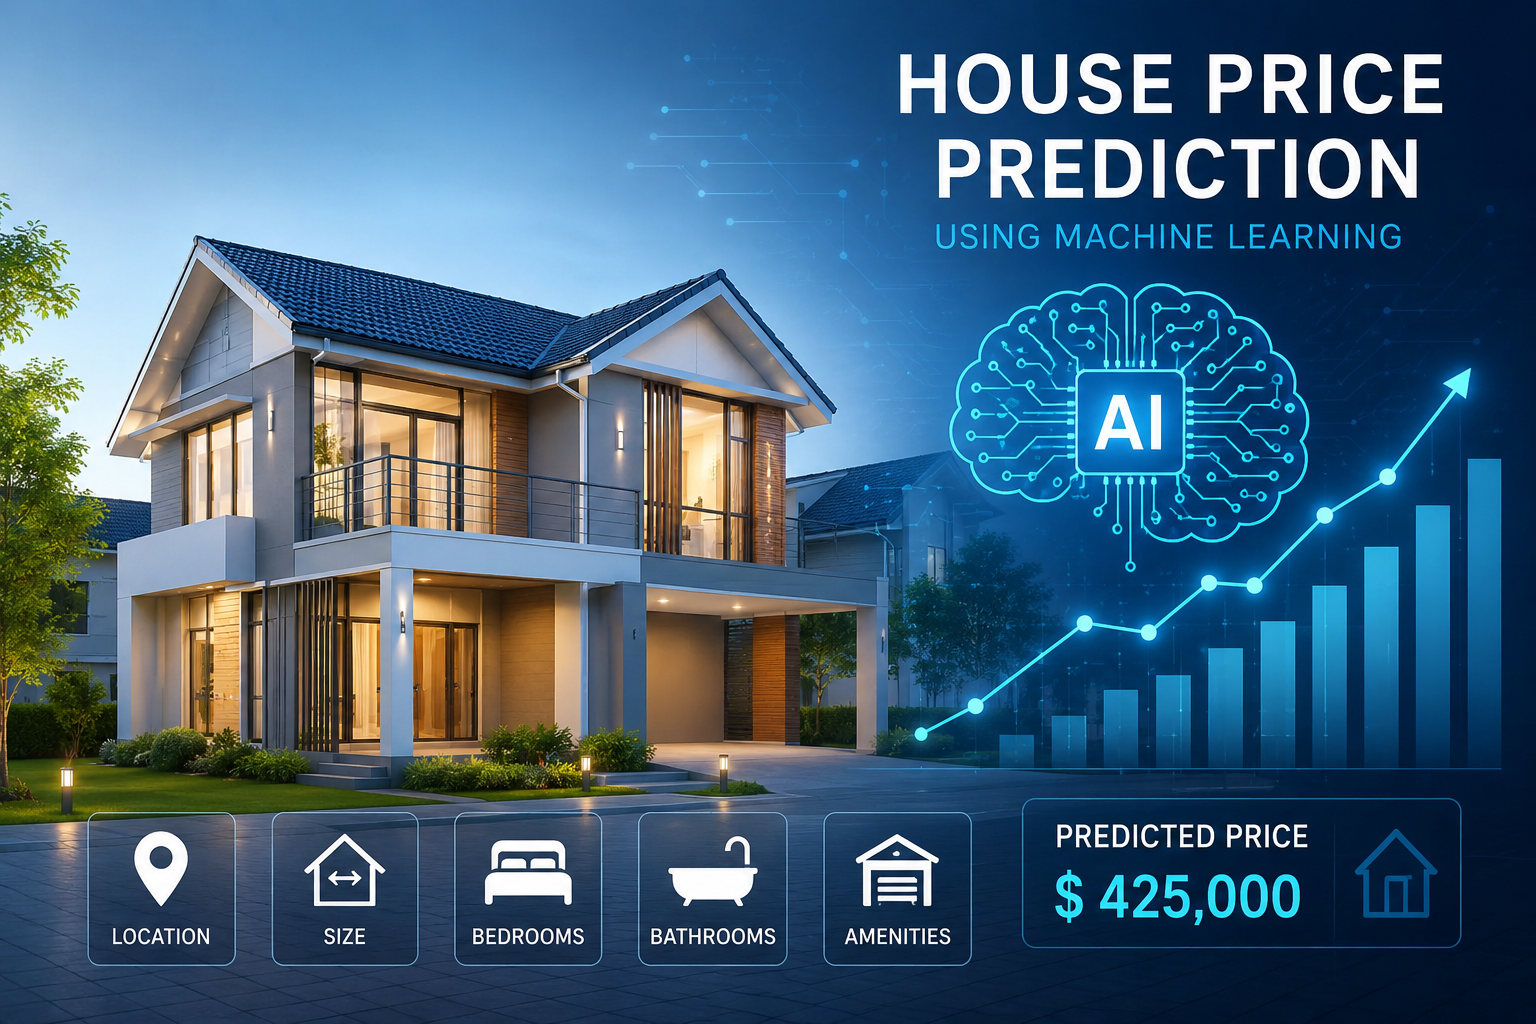 HOUSE PRICE
PREDICTION
USING MACHINE LEARNING
AI
LOCATION
SIZE
BEDROOMS
BATHROOMS
AMENITIES
PREDICTED PRICE
$ 425,000